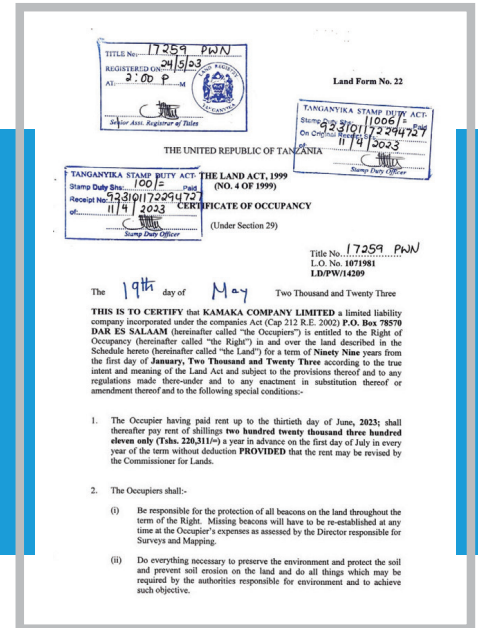 TITLE No: 17259 PWN
REGISTERED ON 24/5/23
AT: 2:00 P M
LAND REGISTRY
TANGANYIKA
Senior Asst. Registrar of Titles
Land Form No. 22
TANGANYIKA STAMP DUTY ACT
Stamp Duty Shs: 11006/= Paid
On Original Receipt
923101172294727
of 11/4/2023
Stamp Duty Officer
THE UNITED REPUBLIC OF TANZANIA
TANGANYIKA STAMP DUTY ACT
Stamp Duty Shs: 100/= Paid
Receipt No: 923101172294727
of: 11/4/2023
Stamp Duty Officer
THE LAND ACT, 1999
(NO. 4 OF 1999)
CERTIFICATE OF OCCUPANCY
(Under Section 29)
Title No. 17259 PWN
L.O. No. 1071981
LD/PW/14209
The 19th day of May Two Thousand and Twenty Three
THIS IS TO CERTIFY that KAMAKA COMPANY LIMITED a limited liability
company incorporated under the companies Act (Cap 212 R.E. 2002) P.O. Box 78570
DAR ES SALAAM (hereinafter called “the Occupiers”) is entitled to the Right of
Occupancy (hereinafter called “the Right”) in and over the land described in the
Schedule hereto (hereinafter called “the Land”) for a term of Ninety Nine years from
the first day of January, Two Thousand and Twenty Three according to the true
intent and meaning of the Land Act and subject to the provisions thereof and to any
regulations made there-under and to any enactment in substitution thereof or
amendment thereof and to the following special conditions:-
1. The Occupier having paid rent up to the thirtieth day of June, 2023; shall
thereafter pay rent of shillings two hundred twenty thousand three hundred
eleven only (Tshs. 220,311/=) a year in advance on the first day of July in every
year of the term without deduction PROVIDED that the rent may be revised by
the Commissioner for Lands.
2. The Occupiers shall:-
(i) Be responsible for the protection of all beacons on the land throughout the
term of the Right. Missing beacons will have to be re-established at any
time at the Occupier's expenses as assessed by the Director responsible for
Surveys and Mapping.
(ii) Do everything necessary to preserve the environment and protect the soil
and prevent soil erosion on the land and do all things which may be
required by the authorities responsible for environment and to achieve
such objective.